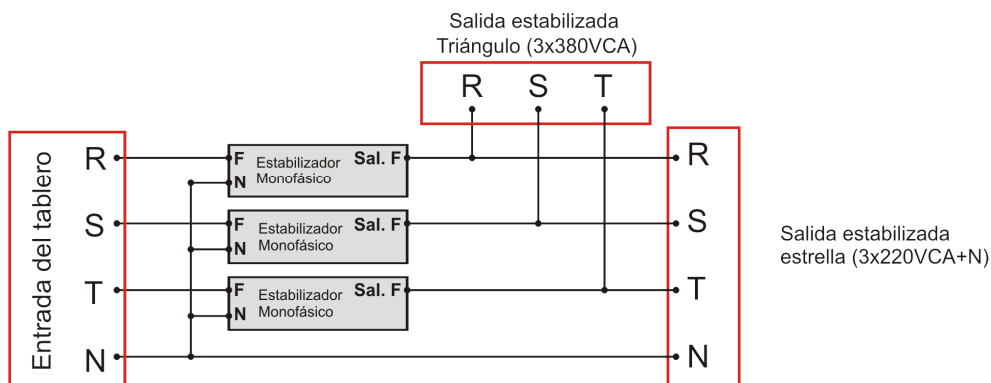 Salida estabilizada
Triángulo (3x380VCA)
R S T
Entrada del tablero
R
S
T
N
F Estabilizador Sal. F
N Monofásico
F Estabilizador Sal. F
N Monofásico
F Estabilizador Sal. F
N Monofásico
R
S
T
N
Salida estabilizada
estrella (3x220VCA+N)